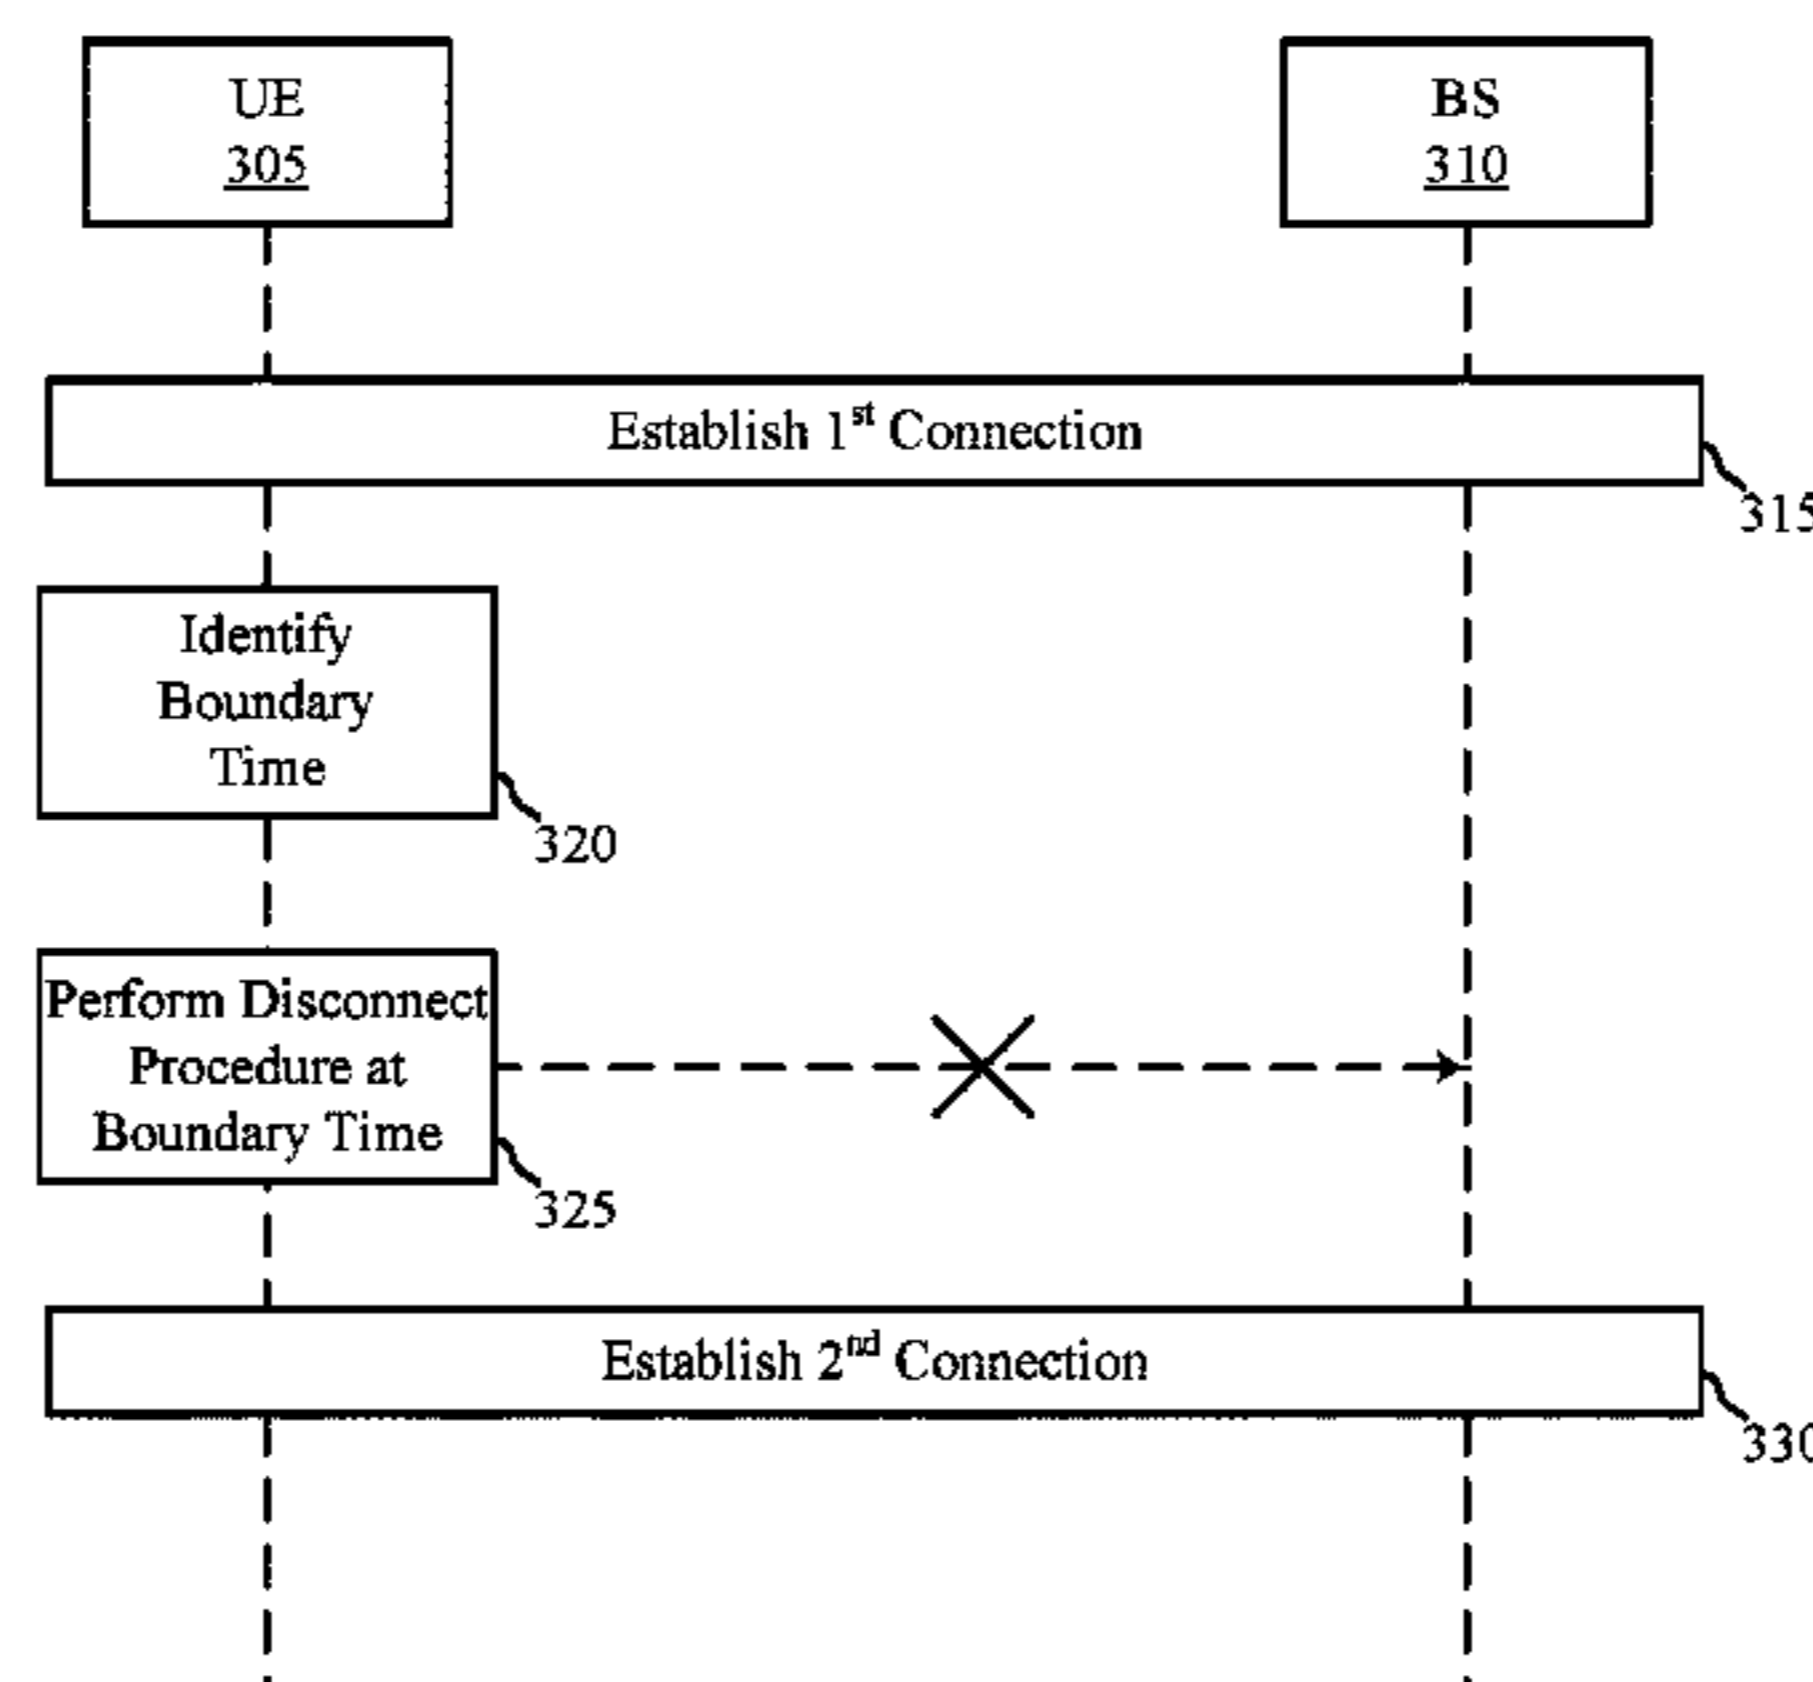 UE
305
BS
310
Establish 1st Connection
315
Identify
Boundary
Time
320
Perform Disconnect
Procedure at
Boundary Time
325
Establish 2nd Connection
330